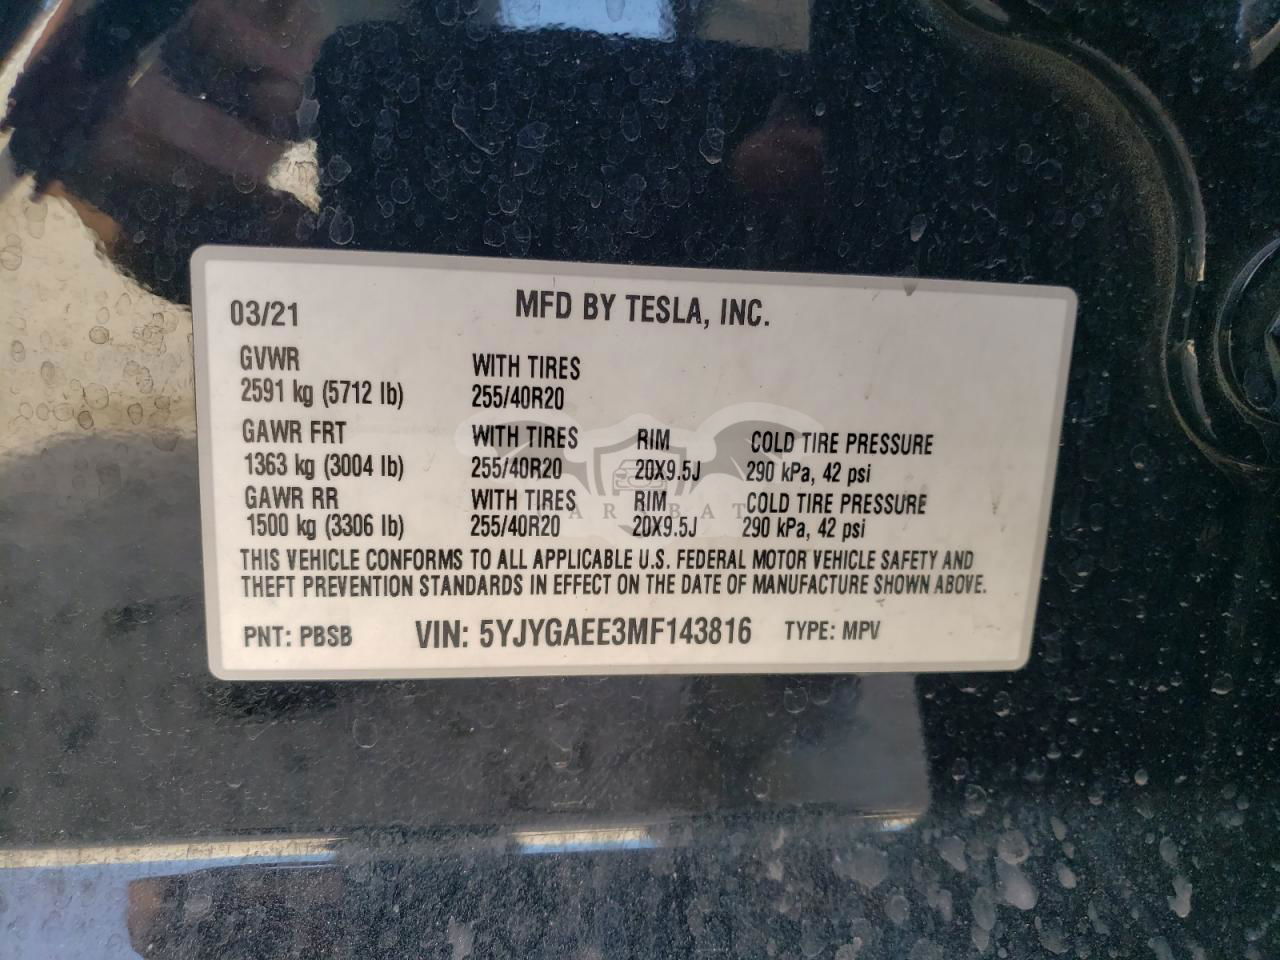 03/21 MFD BY TESLA, INC.
GVWR WITH TIRES
2591 kg (5712 lb) 255/40R20
GAWR FRT WITH TIRES RIM COLD TIRE PRESSURE
1363 kg (3004 lb) 255/40R20 20X9.5J 290 kPa, 42 psi
GAWR RR WITH TIRES RIM COLD TIRE PRESSURE
1500 kg (3306 lb) 255/40R20 20X9.5J 290 kPa, 42 psi
CARSBAT
THIS VEHICLE CONFORMS TO ALL APPLICABLE U.S. FEDERAL MOTOR VEHICLE SAFETY AND
THEFT PREVENTION STANDARDS IN EFFECT ON THE DATE OF MANUFACTURE SHOWN ABOVE.
PNT: PBSB VIN: 5YJYGAEE3MF143816 TYPE: MPV